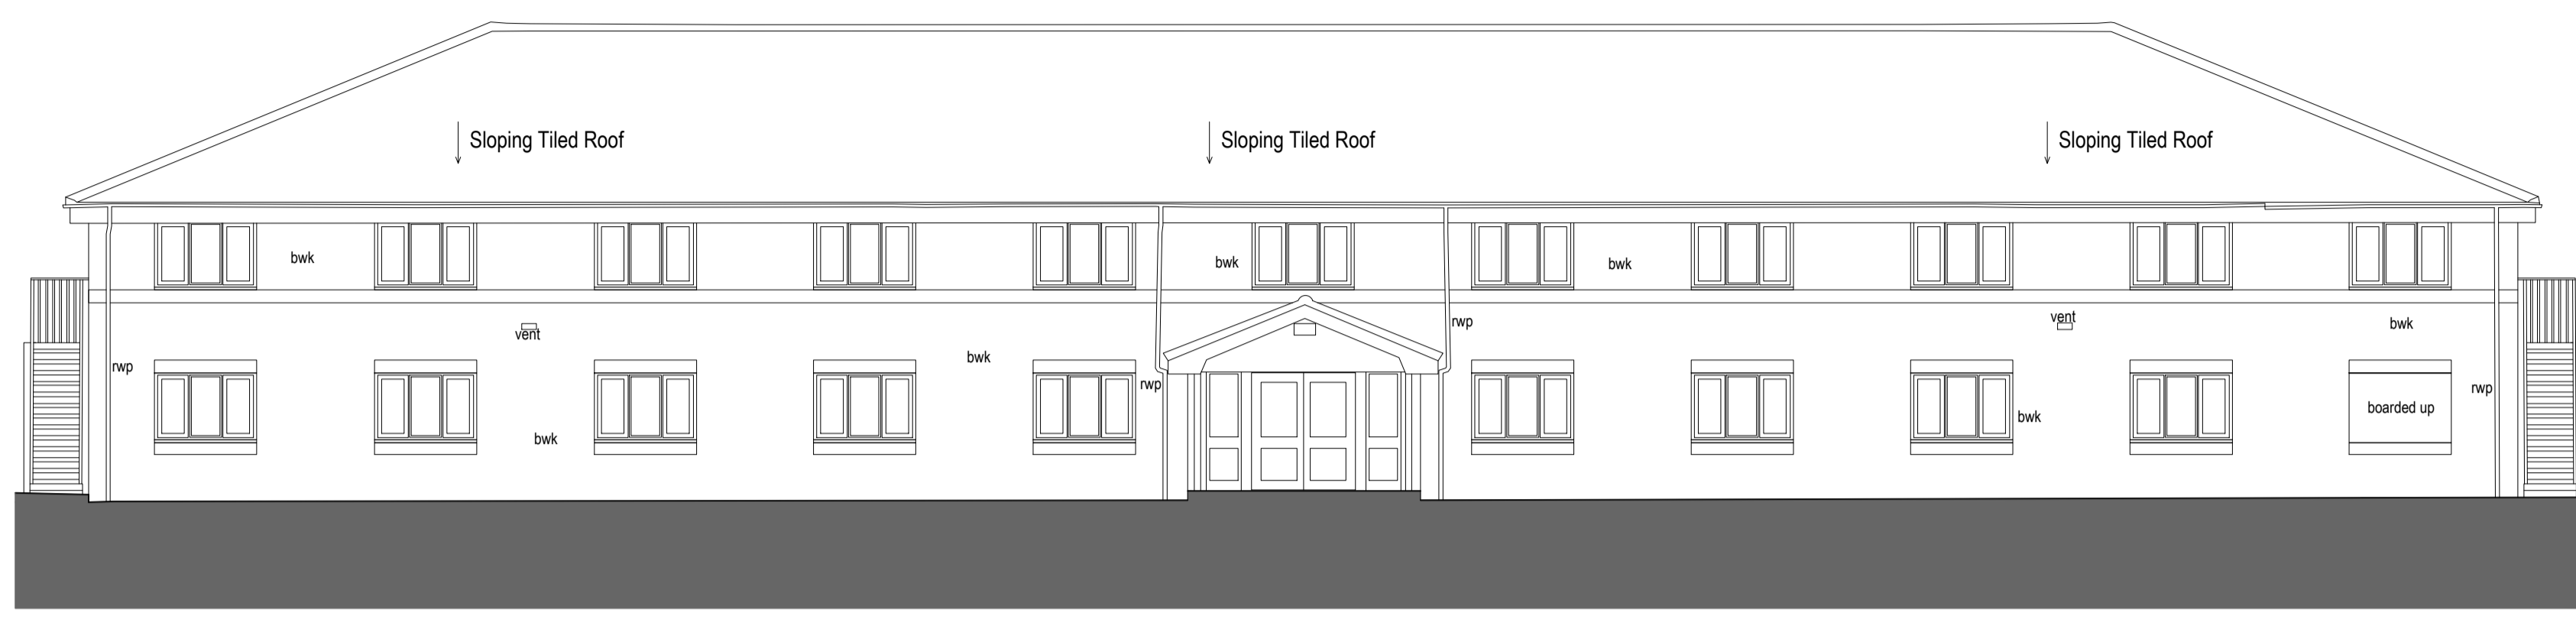 Sloping Tiled Roof
Sloping Tiled Roof
Sloping Tiled Roof
bwk
bwk
bwk
vent
rwp
vent
bwk
rwp
bwk
rwp
rwp
boarded up
bwk
bwk